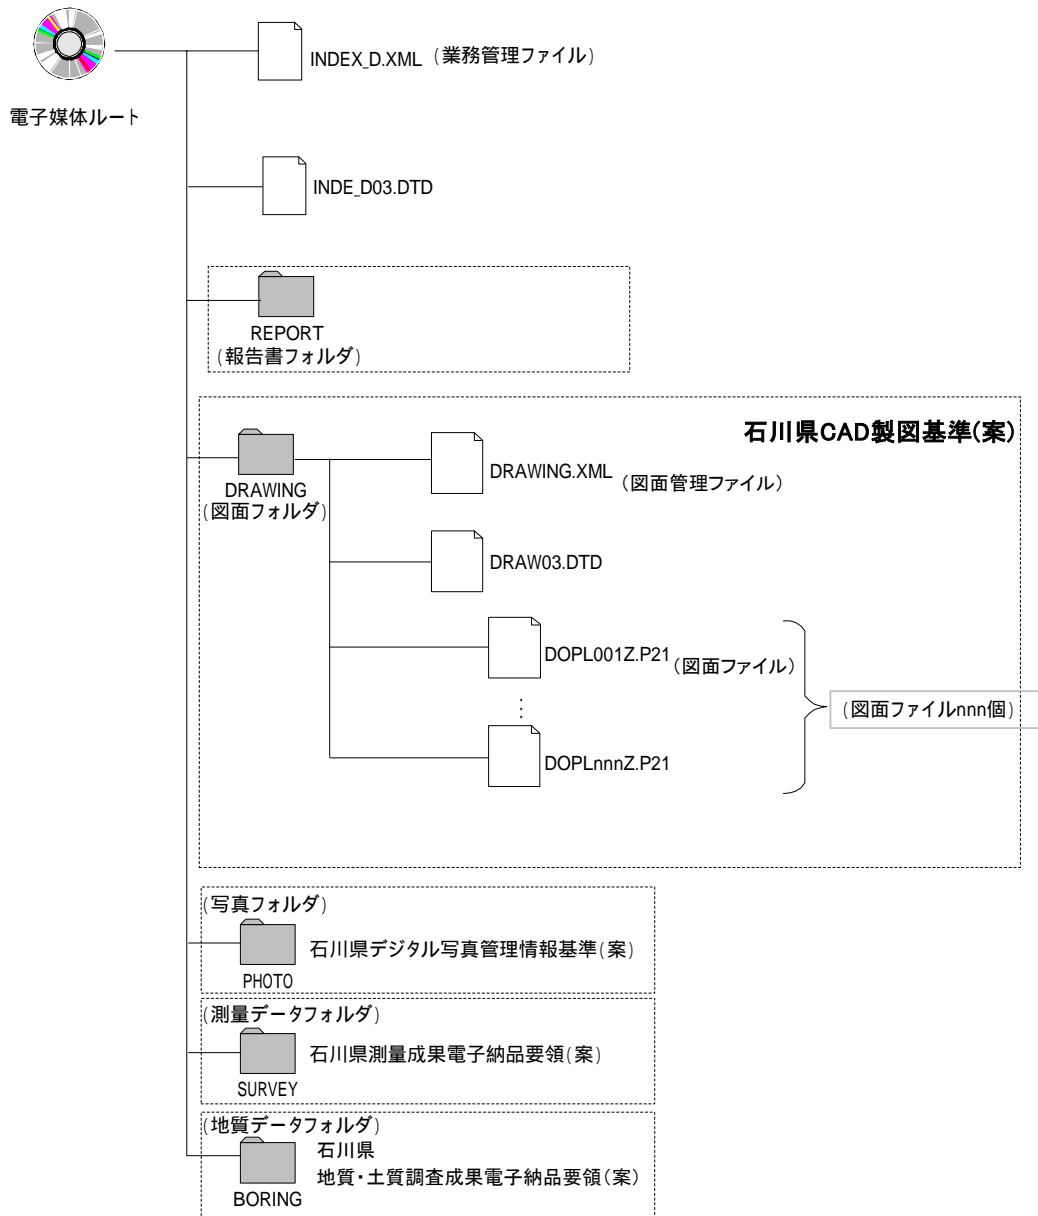 INDEX_D.XML (業務管理ファイル)
電子媒体ルート
INDE_D03.DTD
REPORT
(報告書フォルダ)
石川県CAD製図基準(案)
DRAWING
(図面フォルダ)
DRAWING.XML (図面管理ファイル)
DRAW03.DTD
DOPL001Z.P21 (図面ファイル)
(図面ファイルnnn個)
DOPLnnnZ.P21
(写真フォルダ)
石川県デジタル写真管理情報基準(案)
PHOTO
(測量データフォルダ)
石川県測量成果電子納品要領(案)
SURVEY
(地質データフォルダ)
石川県
地質・土質調査成果電子納品要領(案)
BORING